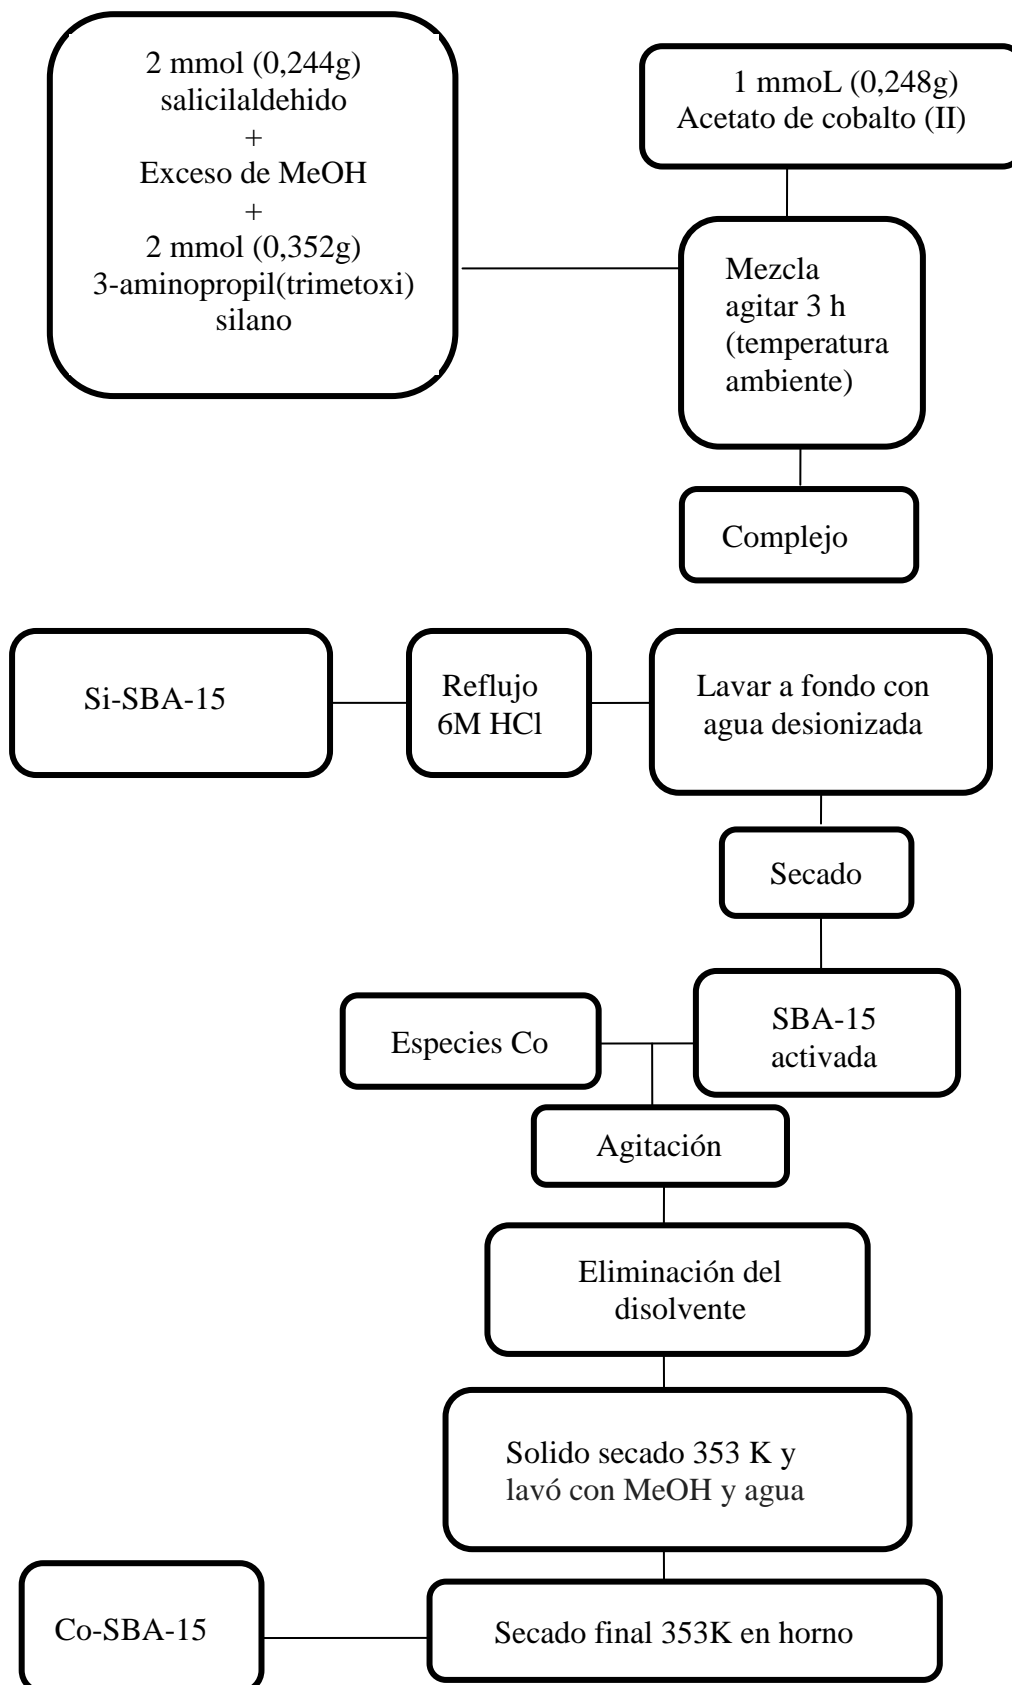 2 mmol (0,244g)
salicilaldehido
+
Exceso de MeOH
+
2 mmol (0,352g)
3-aminopropil(trimetoxi)
silano
1 mmoL (0,248g)
Acetato de cobalto (II)
Mezcla
agitar 3 h
(temperatura
ambiente)
Complejo
Si-SBA-15
Reflujo
6M HCl
Lavar a fondo con
agua desionizada
Secado
SBA-15
activada
Especies Co
Agitación
Eliminación del
disolvente
Solido secado 353 K y
lavó con MeOH y agua
Secado final 353K en horno
Co-SBA-15